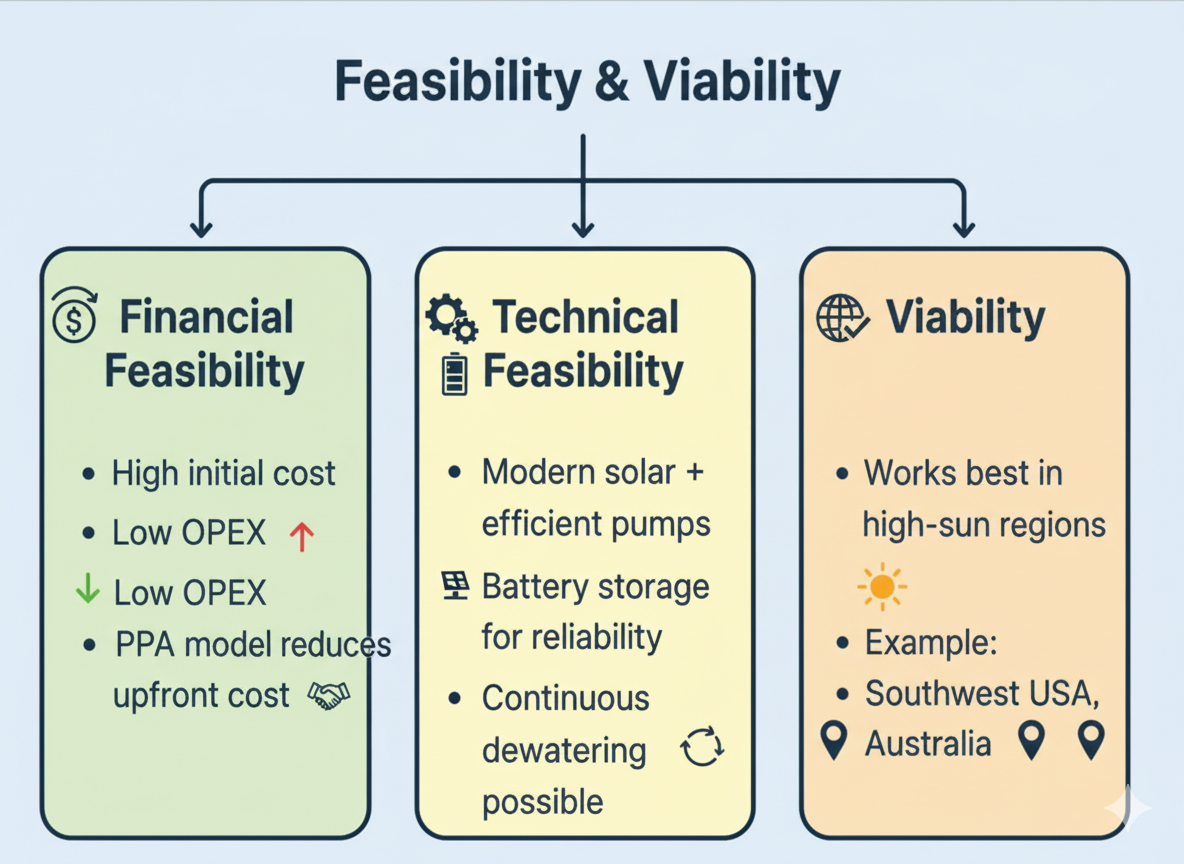 Feasibility & Viability
Financial
Feasibility
• High initial cost
• Low OPEX ↑
↓ Low OPEX
• PPA model reduces
upfront cost
Technical
Feasibility
• Modern solar +
efficient pumps
Battery storage
for reliability
• Continuous
dewatering
possible
Viability
• Works best in
high-sun regions
• Example:
• Southwest USA,
Australia